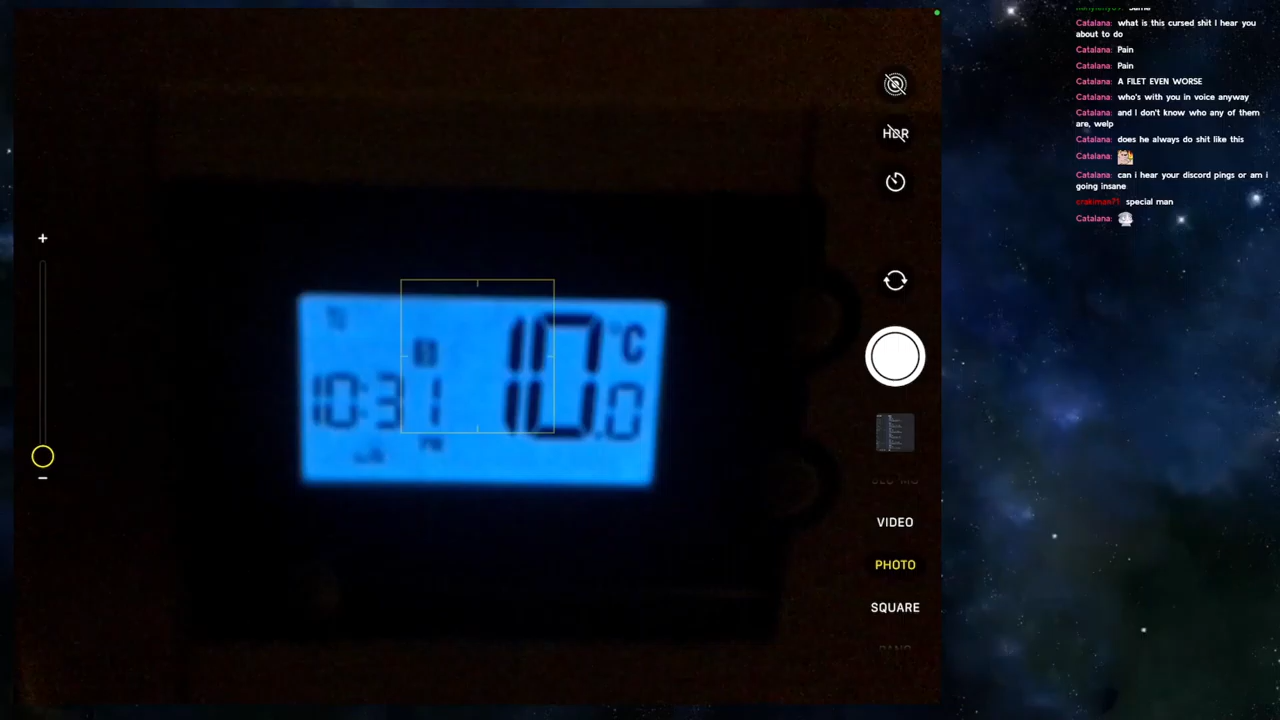 TU
10:31
PM
10.0
°C
+
-
HDR
VIDEO
PHOTO
SQUARE
Catalana: what is this cursed shit I hear you
about to do
Catalana: Pain
Catalana: Pain
Catalana: A FILET EVEN WORSE
Catalana: who's with you in voice anyway
Catalana: and I don't know who any of them
are, welp
Catalana: does he always do shit like this
Catalana:
Catalana: can i hear your discord pings or am i
going insane
crakiman71 special man
Catalana: